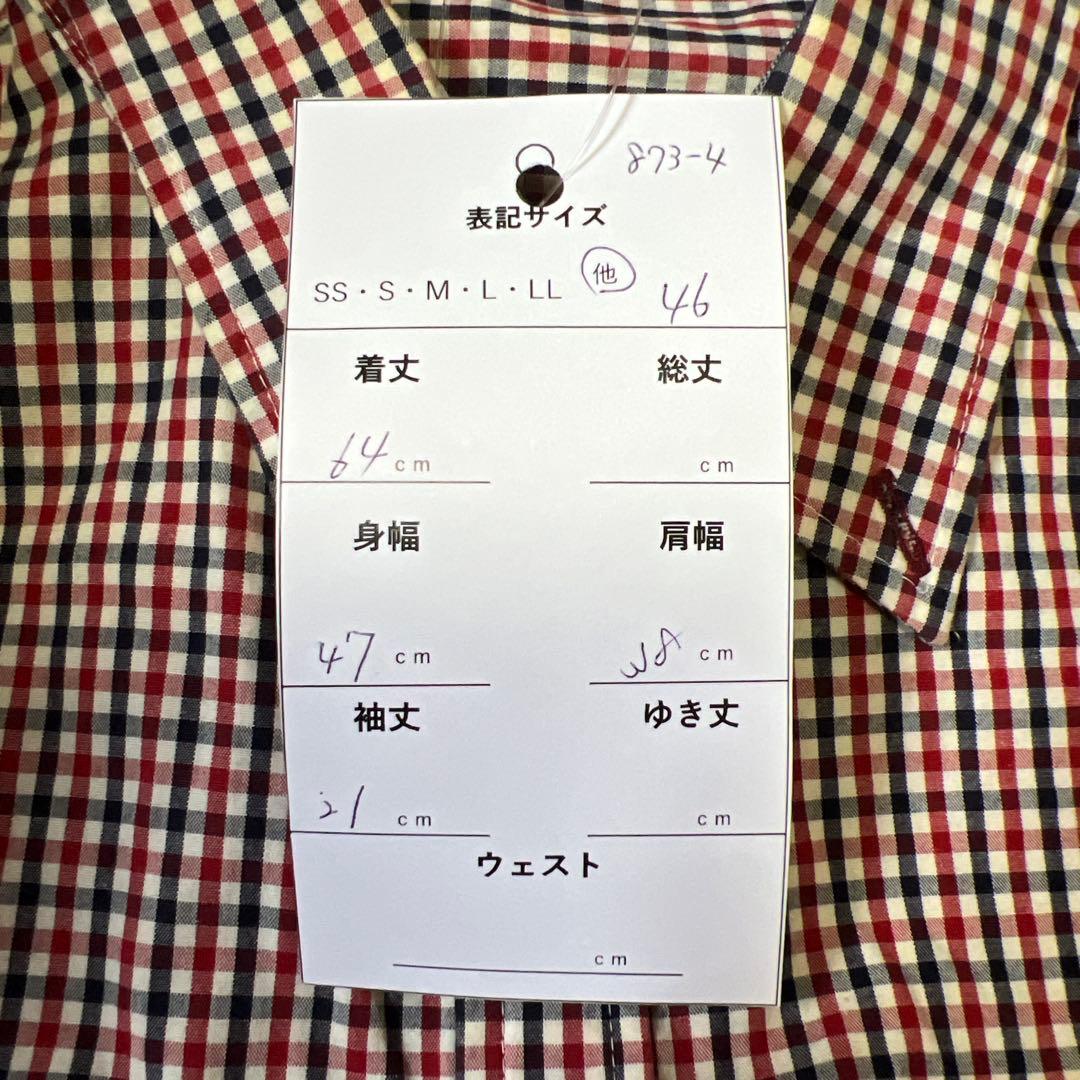 873-4
表記サイズ
SS・S・M・L・LL 他 46
着丈 総丈
64 cm cm
身幅 肩幅
47 cm 38 cm
袖丈 ゆき丈
21 cm cm
ウェスト
cm